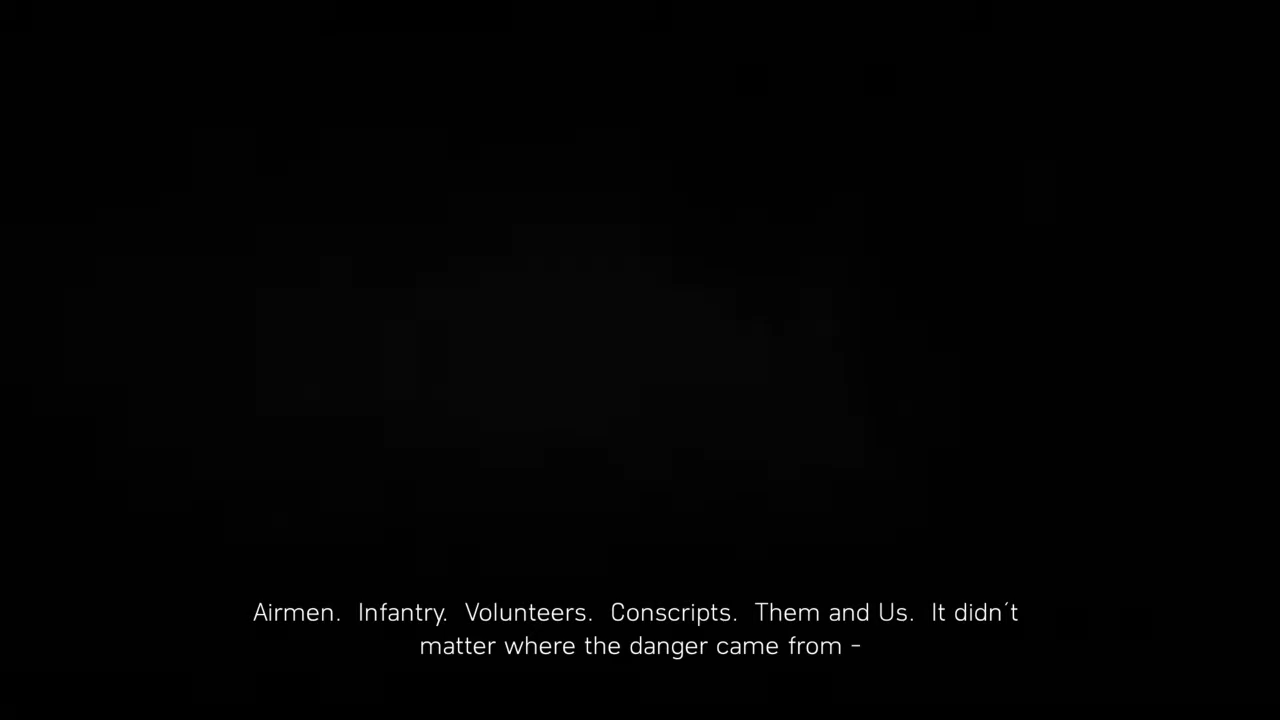 Airmen.  Infantry.  Volunteers.  Conscripts.  Them and Us.  It didn´t
matter where the danger came from -